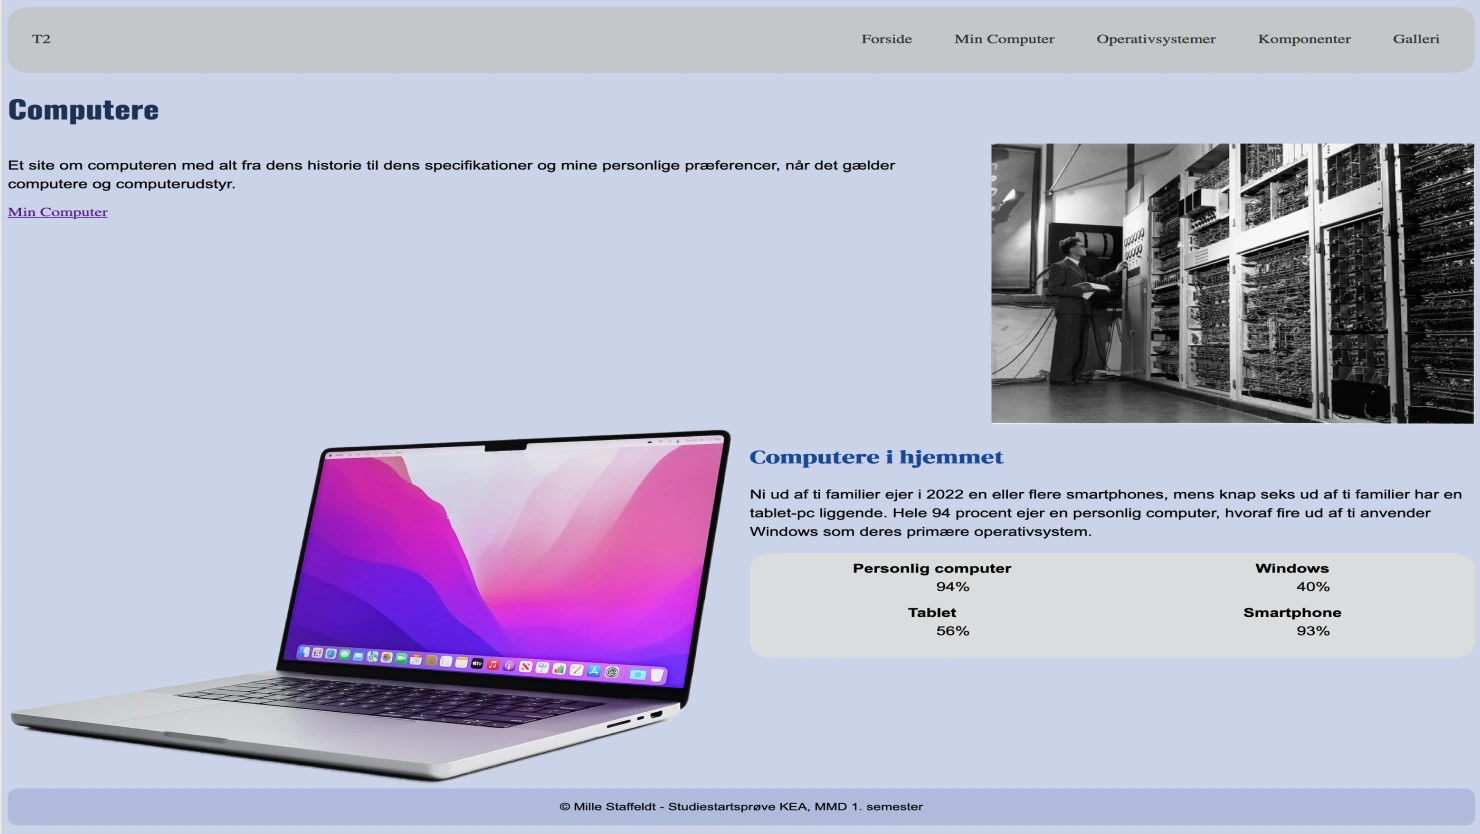 T2
Forside
Min Computer
Operativsystemer
Komponenter
Galleri
Computere
Et site om computeren med alt fra dens historie til dens specifikationer og mine personlige præferencer, når det gælder
computere og computerudstyr.
Min Computer
Computere i hjemmet
Ni ud af ti familier ejer i 2022 en eller flere smartphones, mens knap seks ud af ti familier har en
tablet-pc liggende. Hele 94 procent ejer en personlig computer, hvoraf fire ud af ti anvender
Windows som deres primære operativsystem.
Personlig computer
94%
Windows
40%
Tablet
56%
Smartphone
93%
© Mille Staffeldt - Studiestartsprøve KEA, MMD 1. semester